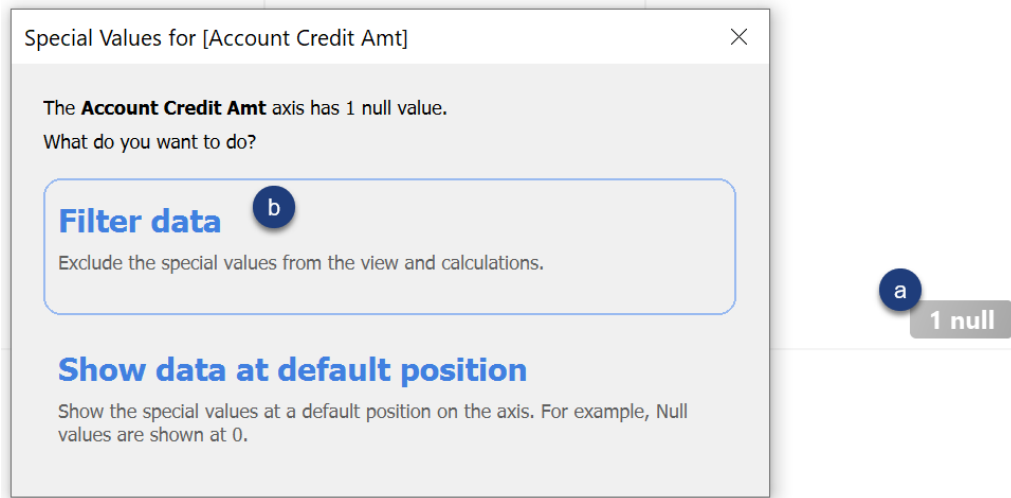 Special Values for [Account Credit Amt]
The Account Credit Amt axis has 1 null value.
What do you want to do?
Filter data
b
Exclude the special values from the view and calculations.
a
1 null
Show data at default position
Show the special values at a default position on the axis. For example, Null
values are shown at 0.